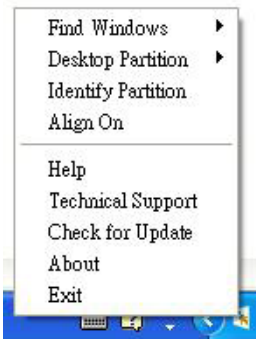 Find Windows
Desktop Partition
Identify Partition
Align On
Help
Technical Support
Check for Update
About
Exit